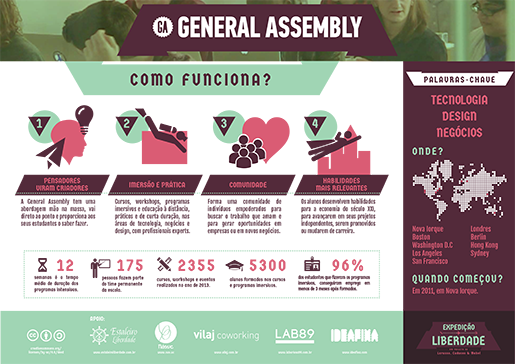 GA GENERAL ASSEMBLY
COMO FUNCIONA?
1
PENSADORES
VIRAM CRIADORES
A General Assembly tem uma
abordagem mão na massa, vai
direto ao ponto e proporciona aos
seus estudantes o saber fazer.
2
IMERSÃO E PRÁTICA
Cursos, workshops, programas
imersivos e educação à distância,
práticos e de curta duração, nas
áreas de tecnologia, negócios e
design, com profissionais expert.
3
COMUNIDADE
Forma uma comunidade de
indivíduos empoderados para
buscar o trabalho que amam e
para gerar oportunidades em
empresas ou em novos negócios.
4
HABILIDADES
MAIS RELEVANTES
Os alunos desenvolvem habilidades
para a economia do século XXI,
para avançarem em seus projetos
independentes, serem promovidos
ou mudarem de carreira.
12
semanas é o tempo
médio de duração dos
programas intensivos.
175
pessoas fazem parte
do time permanente
da escola.
2355
cursos, workshops e eventos
realizados no ano de 2013.
5300
alunos formados nos cursos
e programas imersivos.
96%
dos estudantes que fizeram os programas
imersivos, conseguiram emprego em
menos de 3 meses após formados.
PALAVRAS-CHAVE
TECNOLOGIA
DESIGN
NEGÓCIOS
ONDE?
Nova Iorque
Boston
Washington D.C
Los Angeles
San Francisco
Londres
Berlin
Hong Kong
Sydney
QUANDO COMEÇOU?
Em 2011, em Nova Iorque.
EXPEDIÇÃO
LIBERDADE
APOIO:
Estaleiro
Liberdade
vilaj coworking
LAB89
IDEAFIXA